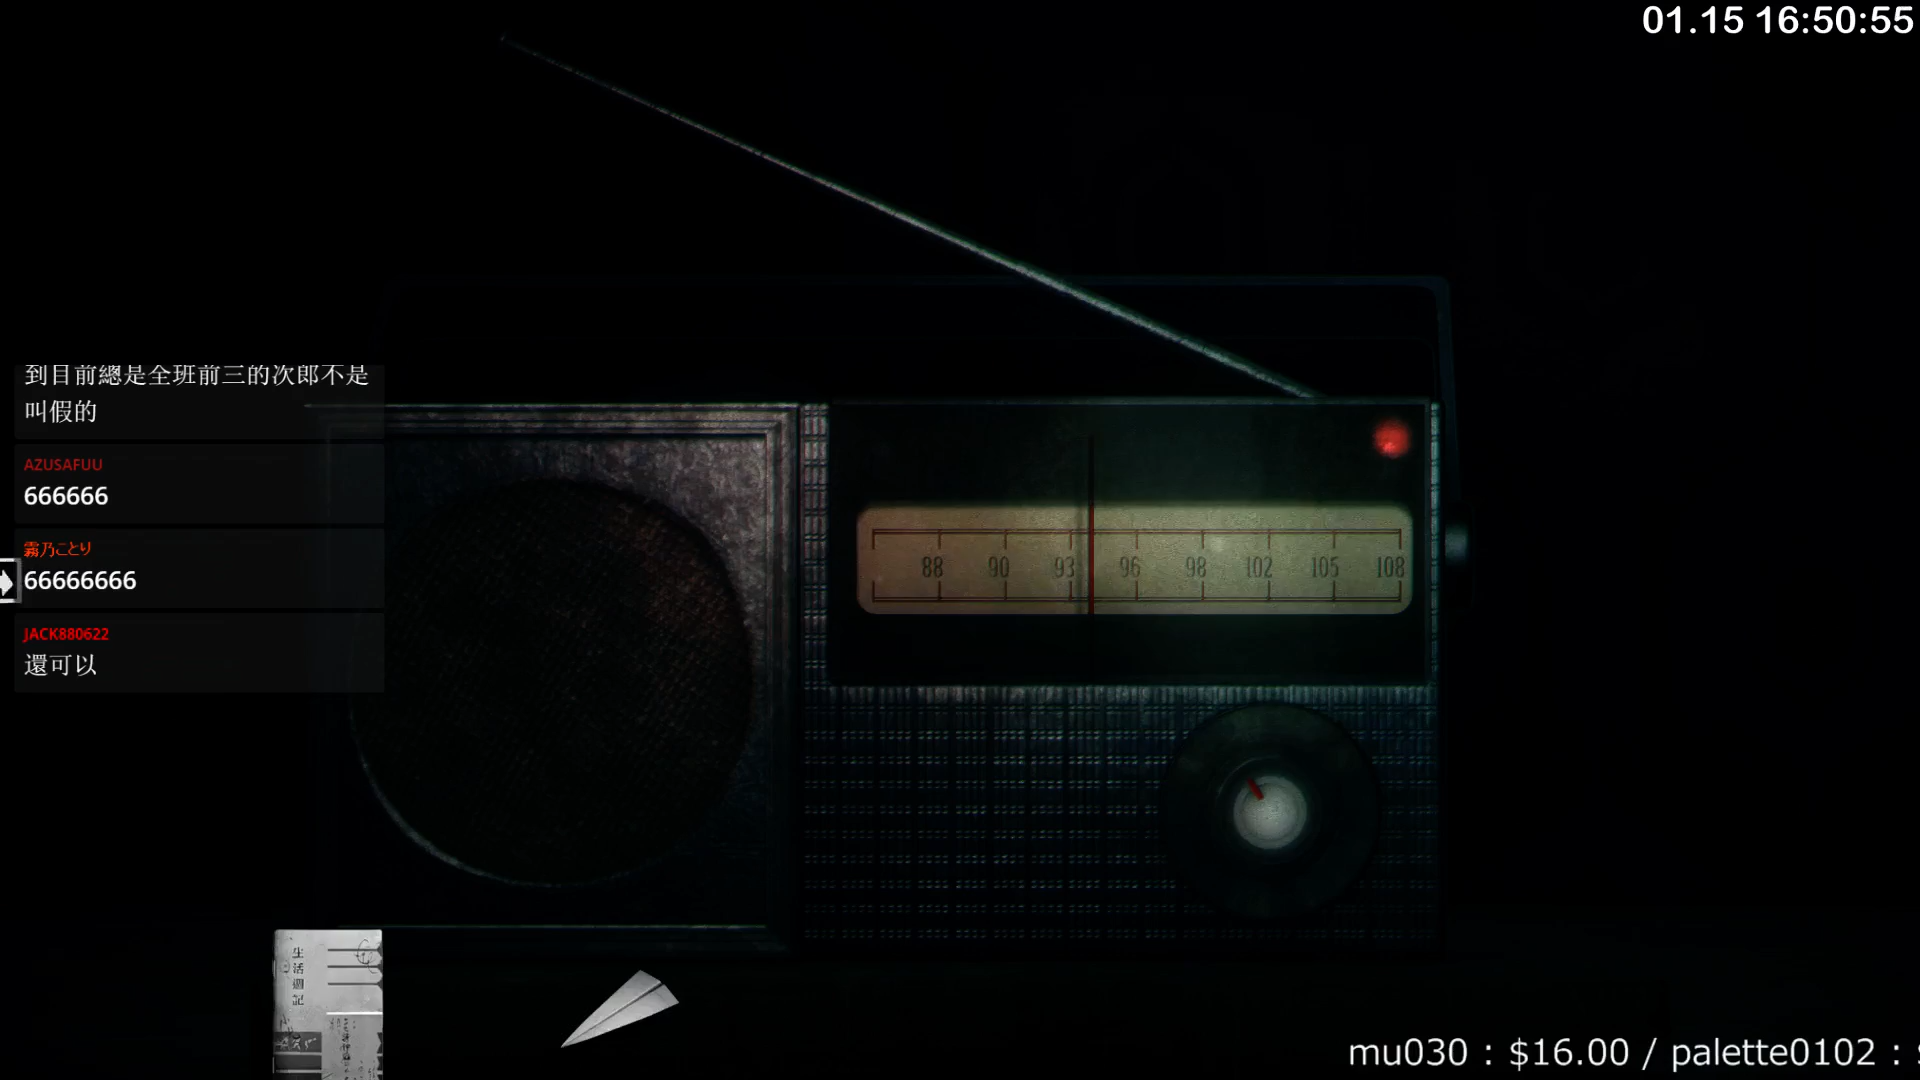 01.15 16:50:55
到目前總是全班前三的次郎不是
叫假的
AZUSAFUU
666666
霧乃ことり
66666666
JACK880622
還可以
88 90 93 96 98 102 105 108
生活週記
mu030 : $16.00 / palette0102 :